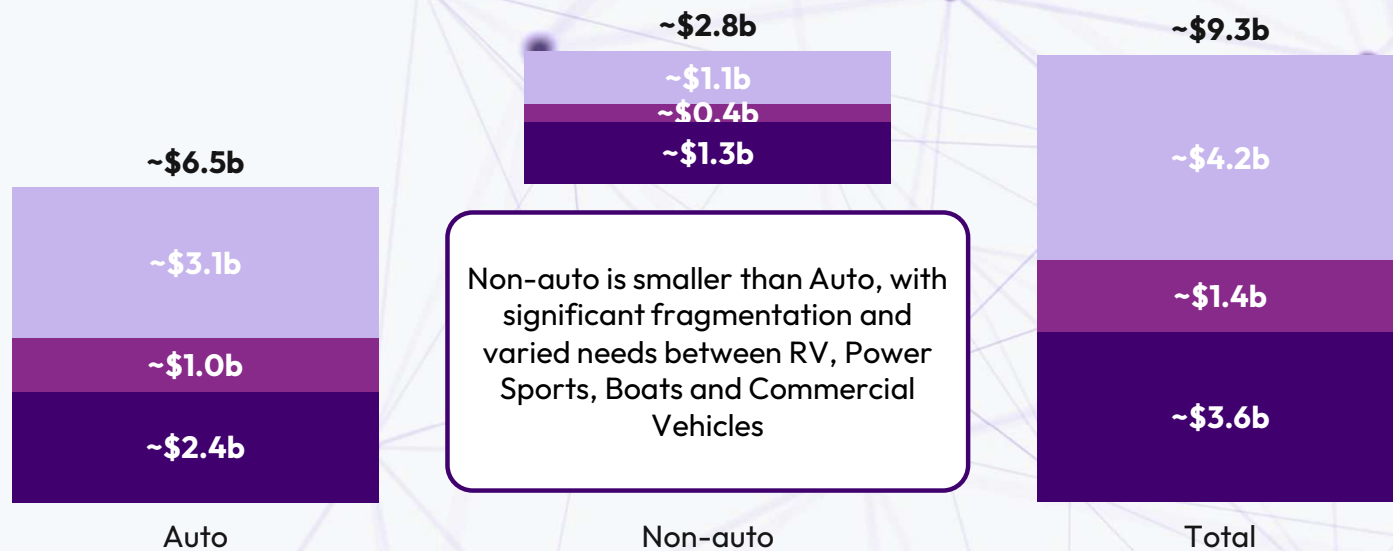 ~$2.8b
~$9.3b
~$1.1b
~$0.4b
~$1.3b
~$6.5b
~$4.2b
~$3.1b
~$1.4b
~$1.0b
~$3.6b
~$2.4b
Non-auto is smaller than Auto, with
significant fragmentation and
varied needs between RV, Power
Sports, Boats and Commercial
Vehicles
Auto
Non-auto
Total